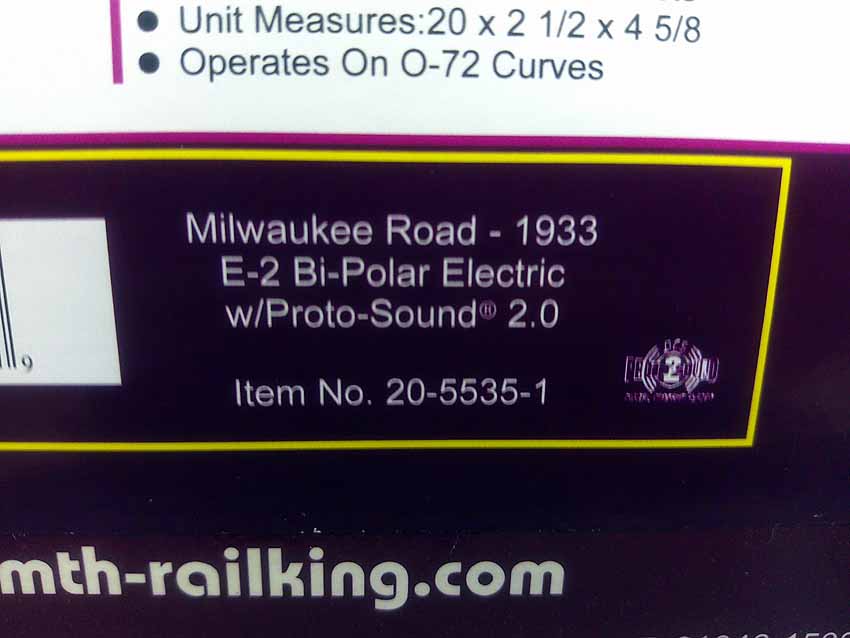 ● Unit Measures:20 x 2 1/2 x 4 5/8
● Operates On O-72 Curves
Milwaukee Road - 1933
E-2 Bi-Polar Electric
w/Proto-Sound® 2.0
9
Item No. 20-5535-1
mth-railking.com